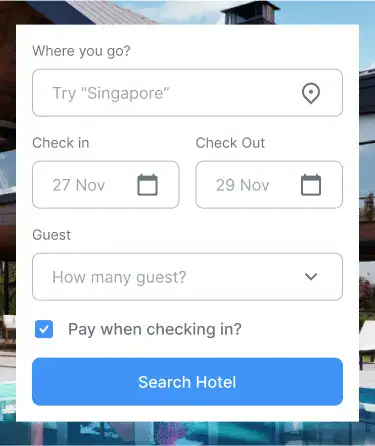 Where you go?
Try “Singapore”
Check in
Check Out
27 Nov
29 Nov
Guest
How many guest?
Pay when checking in?
Search Hotel